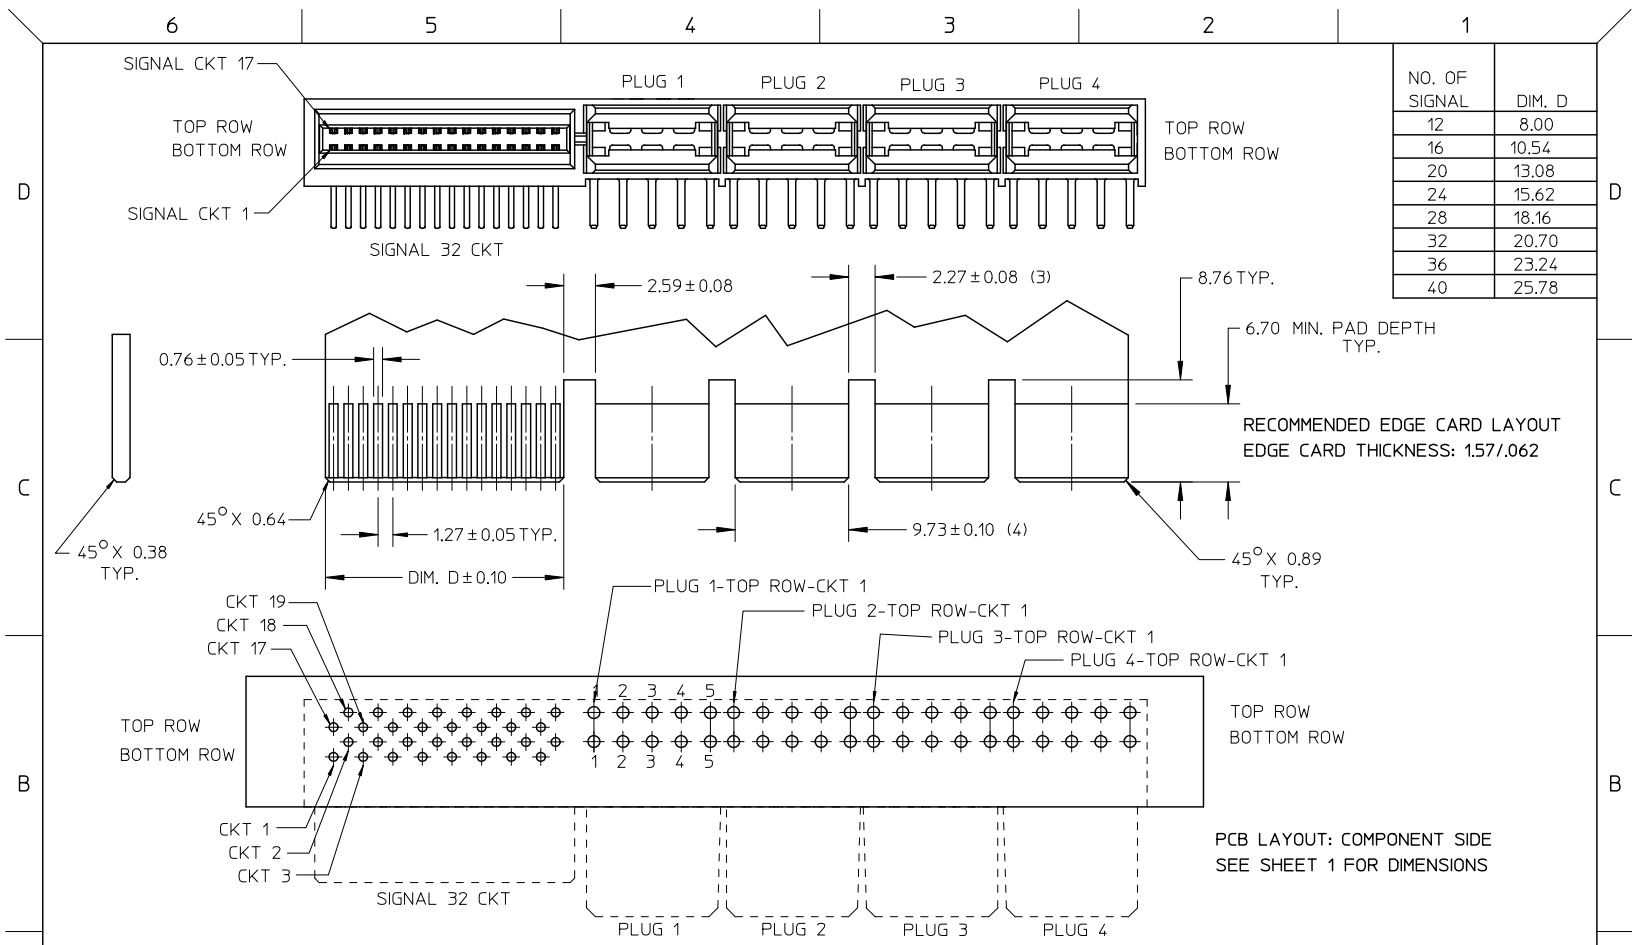 6 5 4 3 2 1
SIGNAL CKT 17
PLUG 1 PLUG 2 PLUG 3 PLUG 4
TOP ROW
BOTTOM ROW
TOP ROW
BOTTOM ROW
SIGNAL CKT 1
SIGNAL 32 CKT
NO. OF SIGNAL DIM. D
12 8.00
16 10.54
20 13.08
24 15.62
28 18.16
32 20.70
36 23.24
40 25.78
D D
2.59±0.08
2.27±0.08 (3)
8.76 TYP.
6.70 MIN. PAD DEPTH
TYP.
0.76±0.05 TYP.
RECOMMENDED EDGE CARD LAYOUT
EDGE CARD THICKNESS: 1.57/.062
C C
45° X 0.64
1.27±0.05 TYP.
9.73±0.10 (4)
45° X 0.38
TYP.
45° X 0.89
TYP.
DIM. D±0.10
PLUG 1-TOP ROW-CKT 1
PLUG 2-TOP ROW-CKT 1
PLUG 3-TOP ROW-CKT 1
PLUG 4-TOP ROW-CKT 1
CKT 19
CKT 18
CKT 17
1 2 3 4 5
TOP ROW
BOTTOM ROW
TOP ROW
BOTTOM ROW
1 2 3 4 5
B B
CKT 1
CKT 2
CKT 3
SIGNAL 32 CKT
PLUG 1 PLUG 2 PLUG 3 PLUG 4
PCB LAYOUT: COMPONENT SIDE
SEE SHEET 1 FOR DIMENSIONS